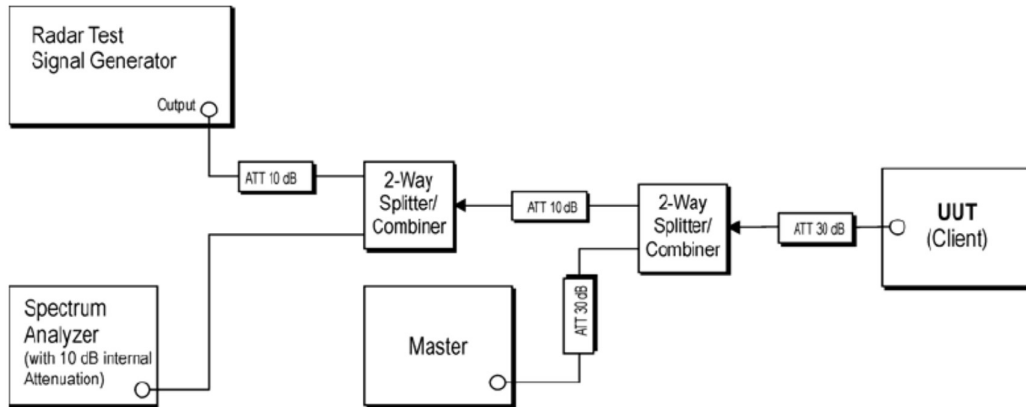 Radar Test
Signal Generator
Output
ATT 10 dB
2-Way
Splitter/
Combiner
ATT 10 dB
2-Way
Splitter/
Combiner
ATT 30 dB
UUT
(Client)
ATT 30 dB
Spectrum
Analyzer
(with 10 dB internal
Attenuation)
Master